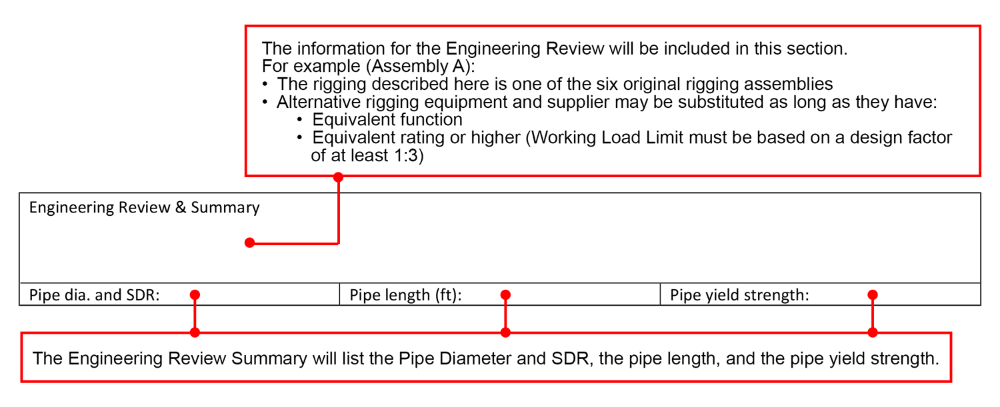 The information for the Engineering Review will be included in this section.
For example (Assembly A):
• The rigging described here is one of the six original rigging assemblies
• Alternative rigging equipment and supplier may be substituted as long as they have:
• Equivalent function
• Equivalent rating or higher (Working Load Limit must be based on a design factor
of at least 1:3)
Engineering Review & Summary
Pipe dia. and SDR:
Pipe length (ft):
Pipe yield strength:
The Engineering Review Summary will list the Pipe Diameter and SDR, the pipe length, and the pipe yield strength.